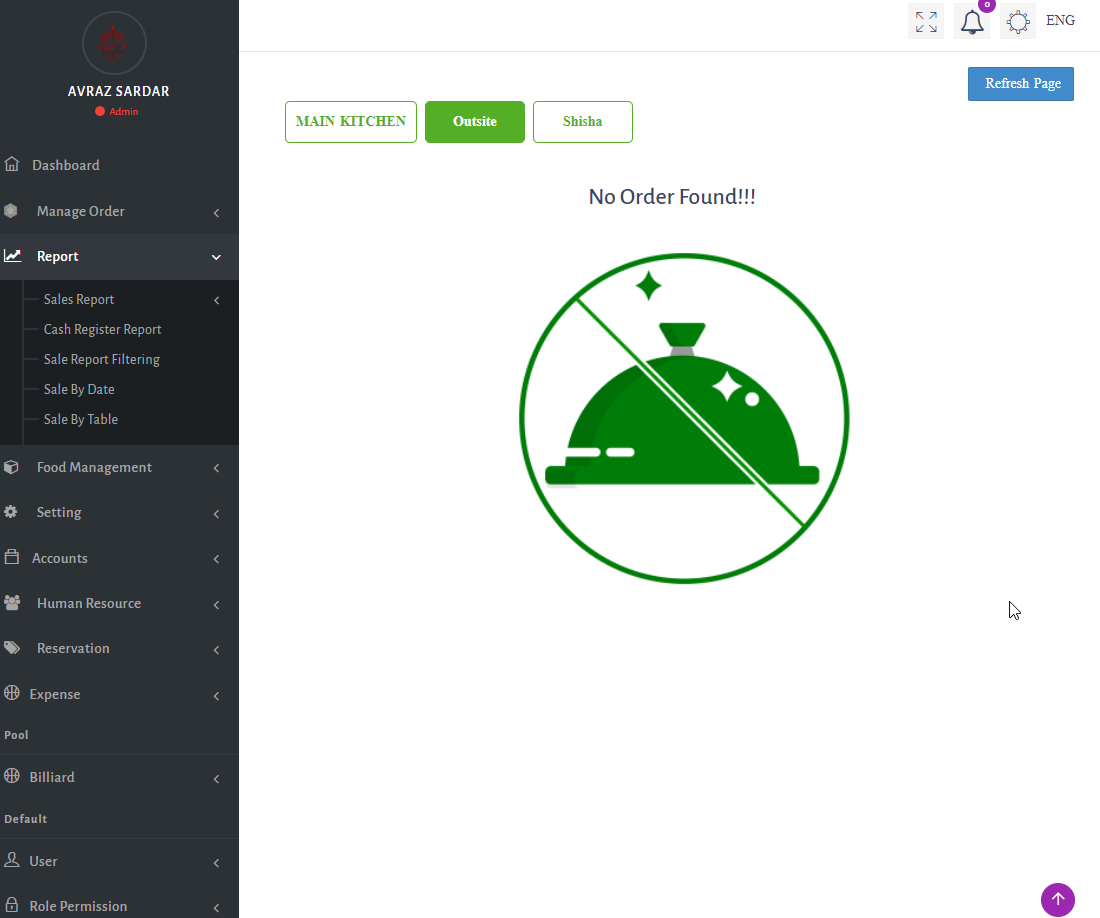 AVRAZ SARDAR
Admin
Dashboard
Manage Order
Report
Sales Report
Cash Register Report
Sale Report Filtering
Sale By Date
Sale By Table
Food Management
Setting
Accounts
Human Resource
Reservation
Expense
Pool
Billiard
Default
User
Role Permission
0
ENG
Refresh Page
MAIN KITCHEN
Outsite
Shisha
No Order Found!!!